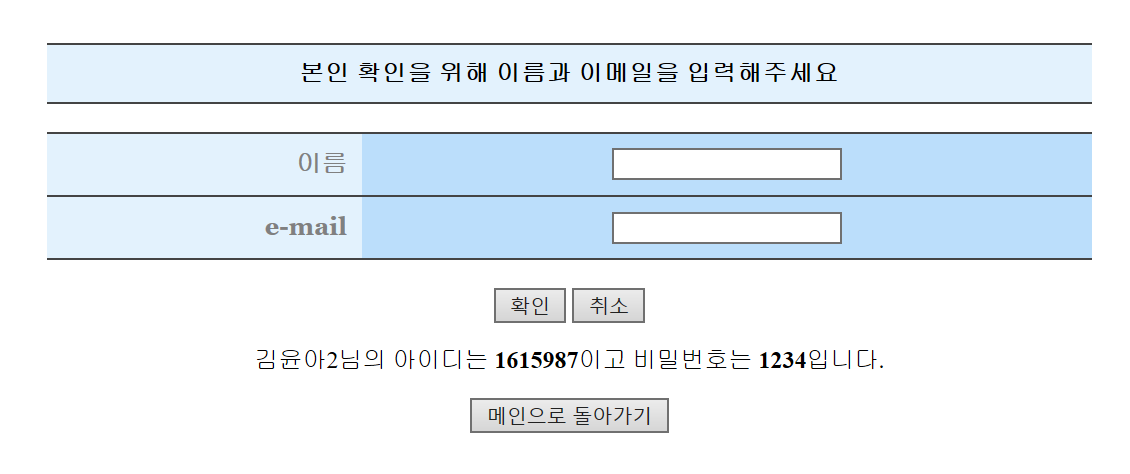 본인 확인을 위해 이름과 이메일을 입력해주세요
이름
e-mail
확인 취소
김윤아2님의 아이디는 1615987이고 비밀번호는 1234입니다.
메인으로 돌아가기